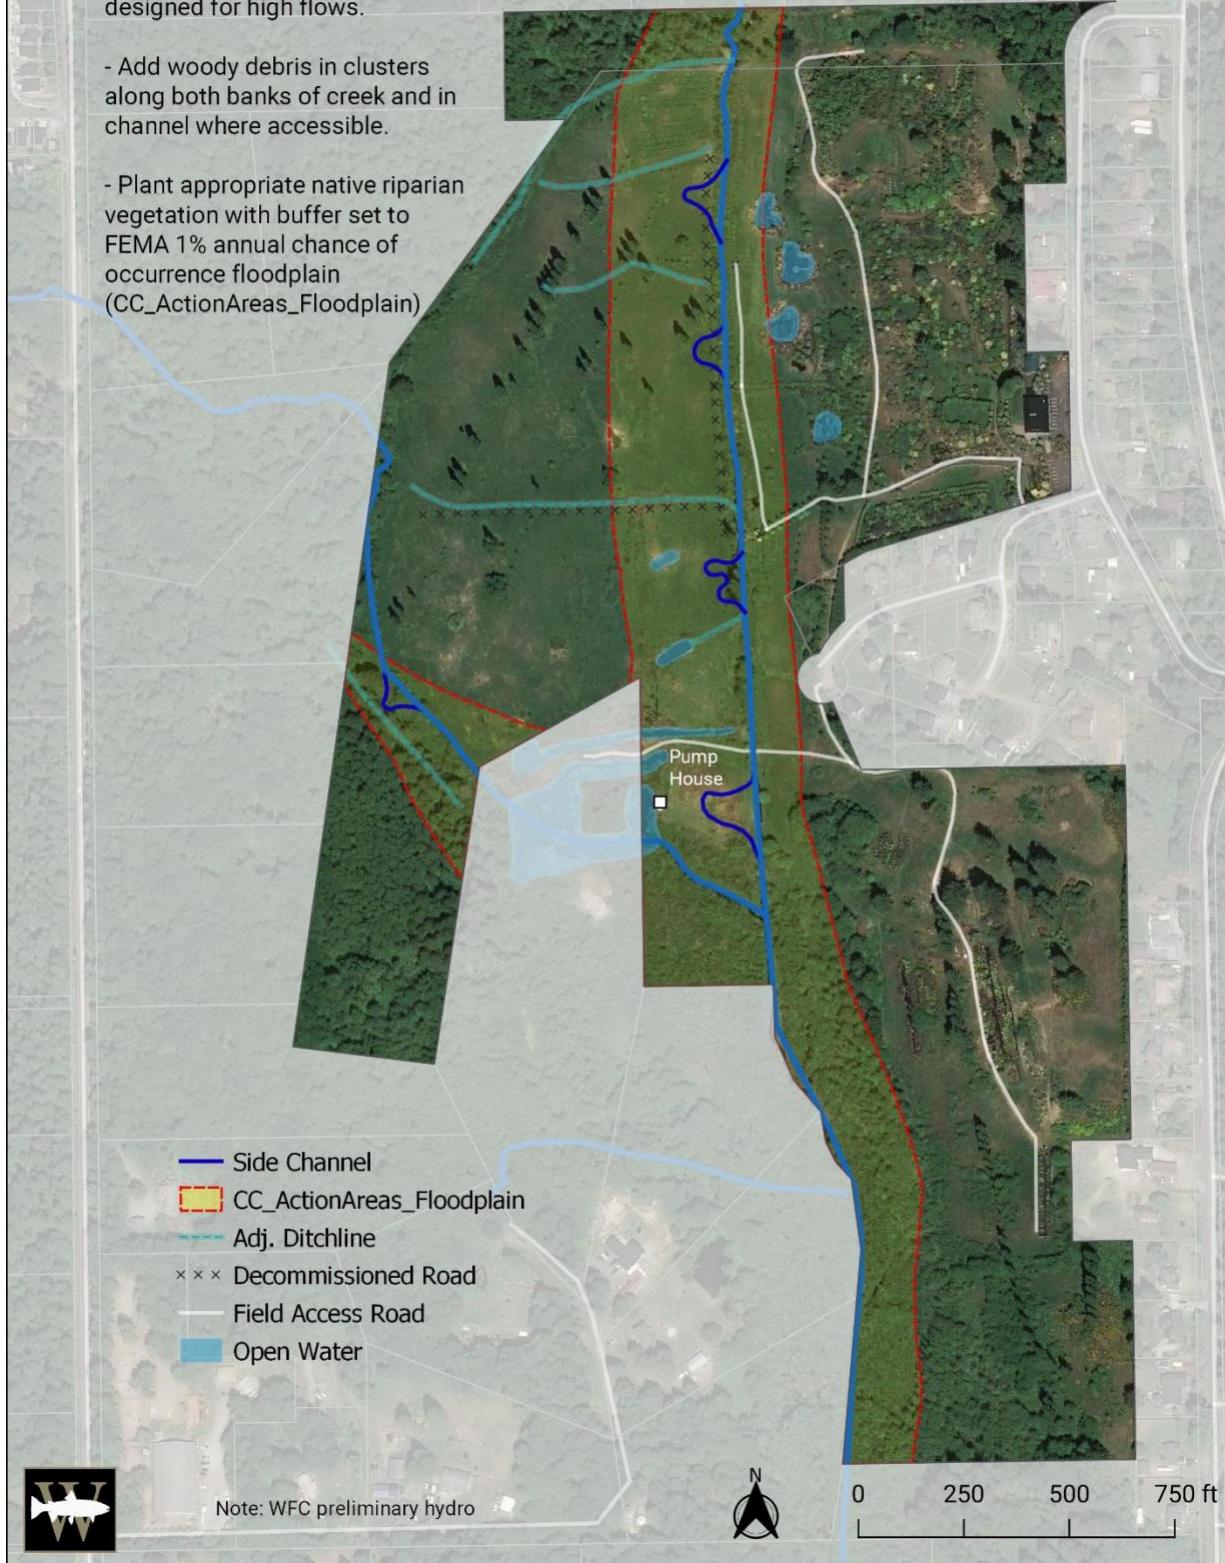 designed for high flows.
- Add woody debris in clusters
along both banks of creek and in
channel where accessible.
- Plant appropriate native riparian
vegetation with buffer set to
FEMA 1% annual chance of
occurrence floodplain
(CC_ActionAreas_Floodplain)
Pump
House
Side Channel
CC_ActionAreas_Floodplain
Adj. Ditchline
××× Decommissioned Road
Field Access Road
Open Water
W
Note: WFC preliminary hydro
N
0 250 500 750 ft